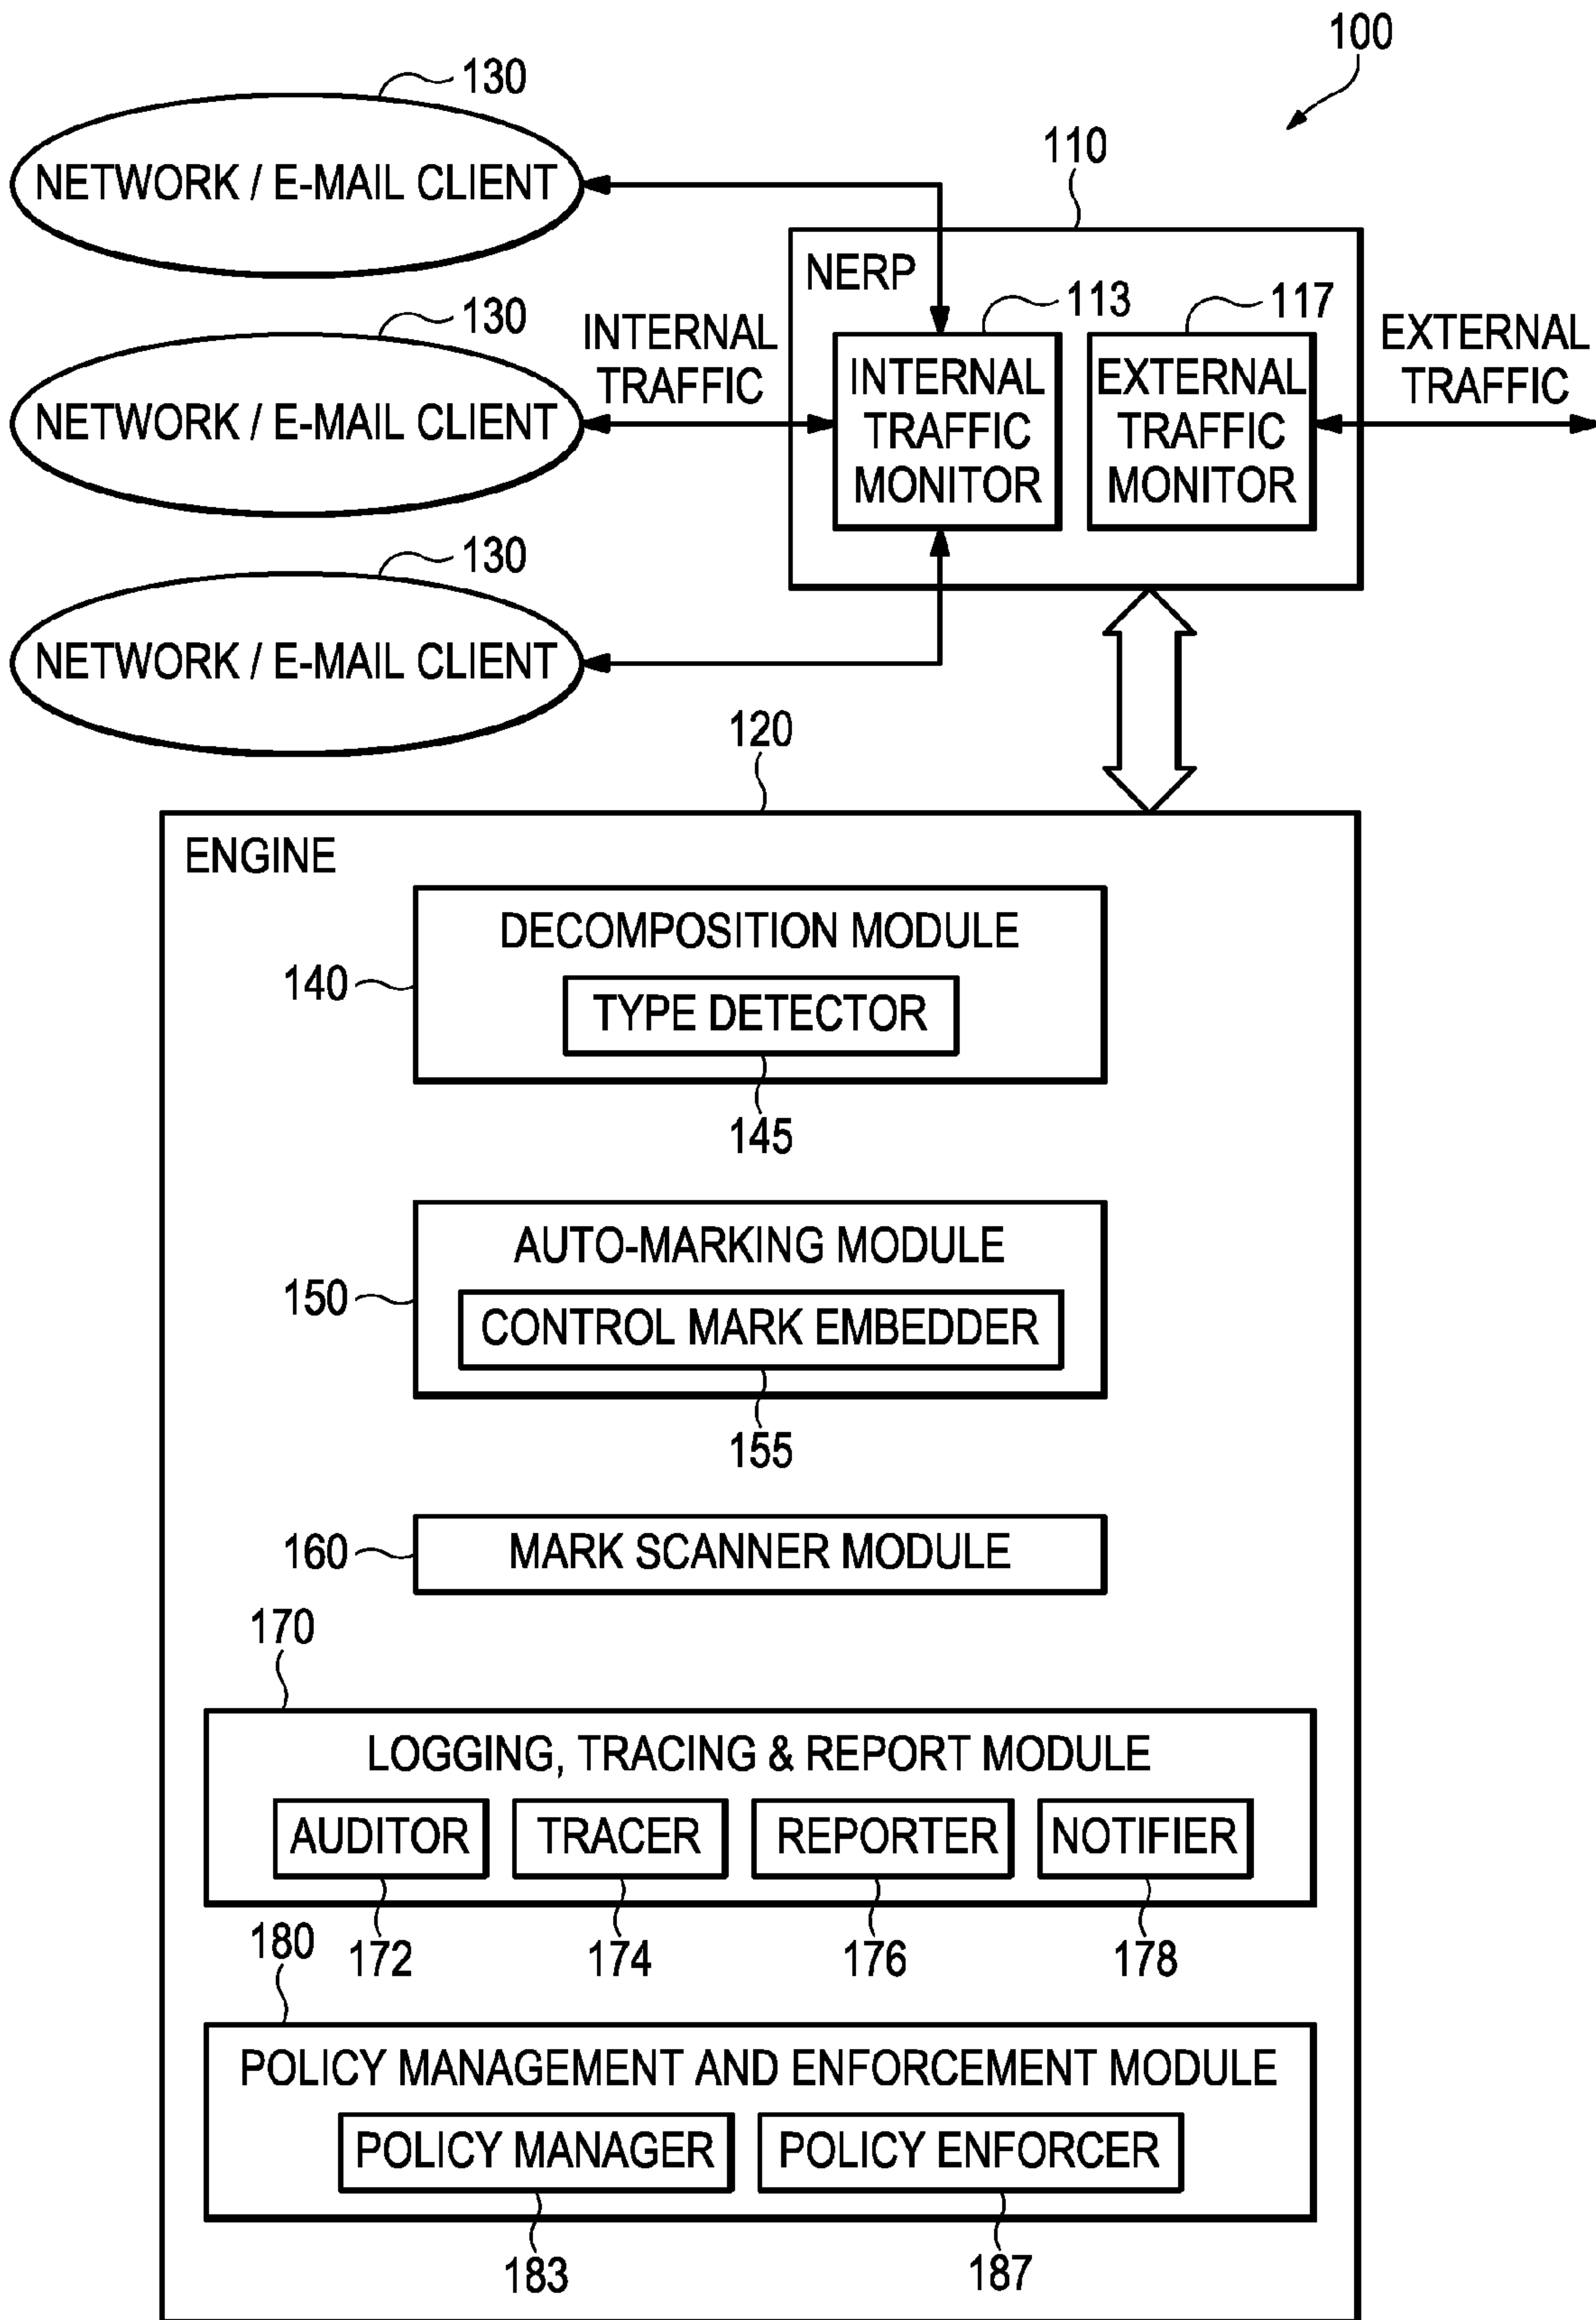 100
130
NETWORK / E-MAIL CLIENT
110
NERP
130
NETWORK / E-MAIL CLIENT
INTERNAL
TRAFFIC
113
INTERNAL
TRAFFIC
MONITOR
117
EXTERNAL
TRAFFIC
MONITOR
EXTERNAL
TRAFFIC
130
NETWORK / E-MAIL CLIENT
120
ENGINE
DECOMPOSITION MODULE
140
TYPE DETECTOR
145
AUTO-MARKING MODULE
150
CONTROL MARK EMBEDDER
155
160
MARK SCANNER MODULE
170
LOGGING, TRACING & REPORT MODULE
AUDITOR
TRACER
REPORTER
NOTIFIER
172
174
176
178
180
POLICY MANAGEMENT AND ENFORCEMENT MODULE
POLICY MANAGER
POLICY ENFORCER
183
187